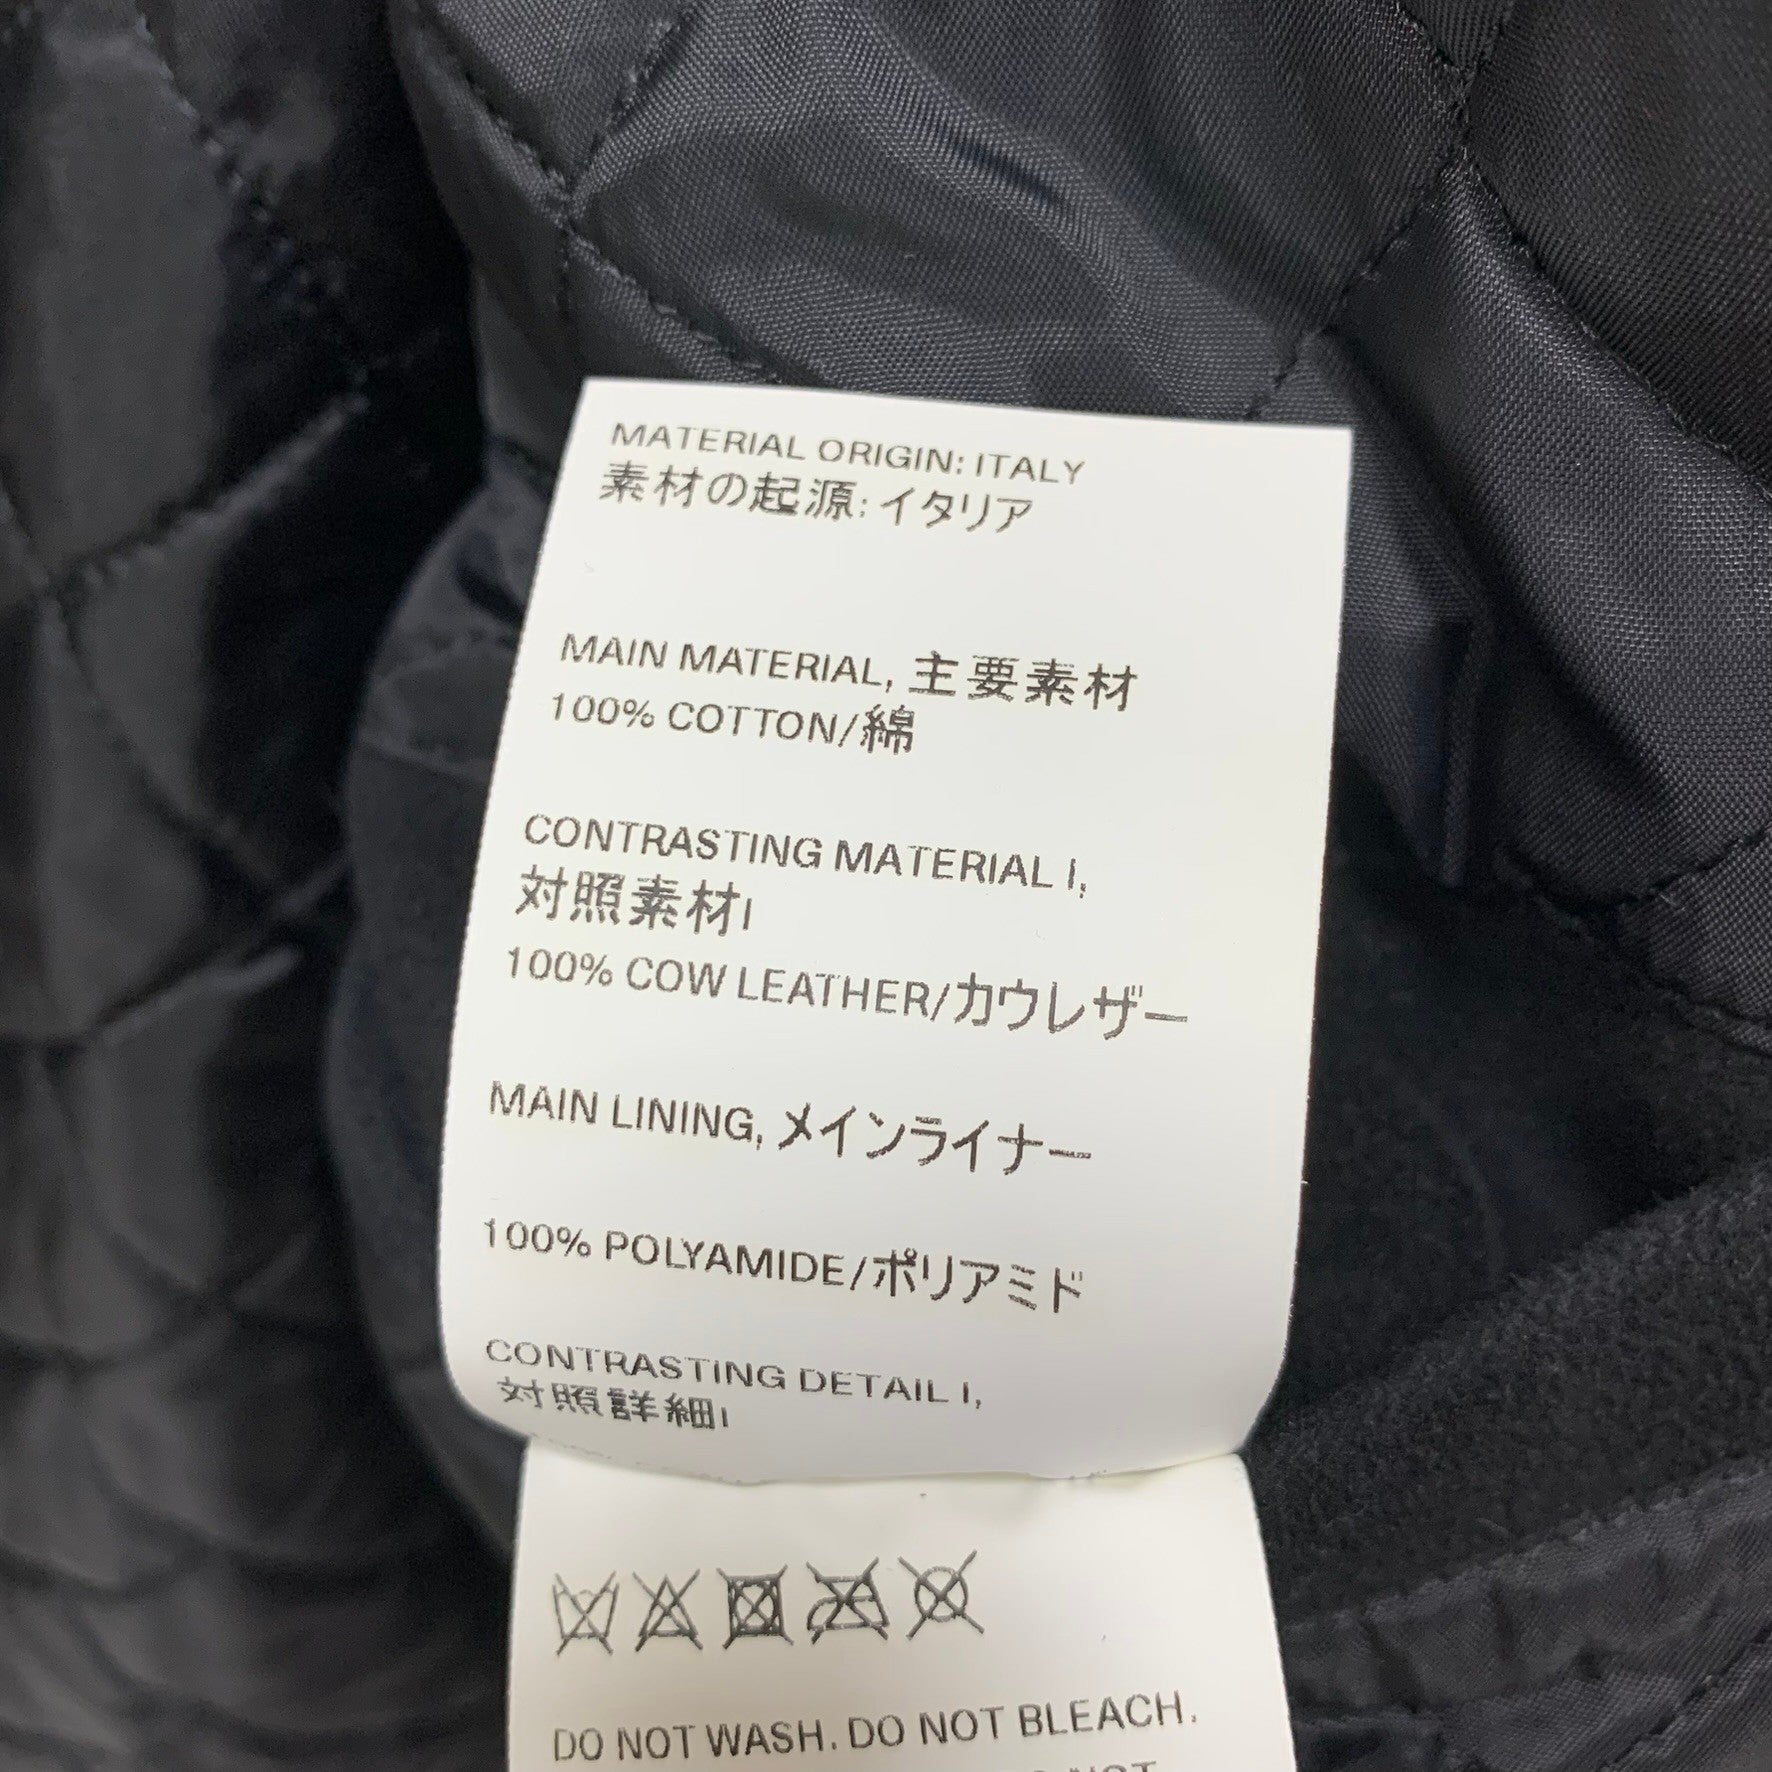 MATERIAL ORIGIN: ITALY
素材の起源: イタリア
MAIN MATERIAL, 主要素材
100% COTTON/綿
CONTRASTING MATERIAL I,
対照素材I
100% COW LEATHER/カウレザー
MAIN LINING, メインライナー
100% POLYAMIDE/ポリアミド
CONTRASTING DETAIL I,
対照詳細I
DO NOT WASH. DO NOT BLEACH.
NOT